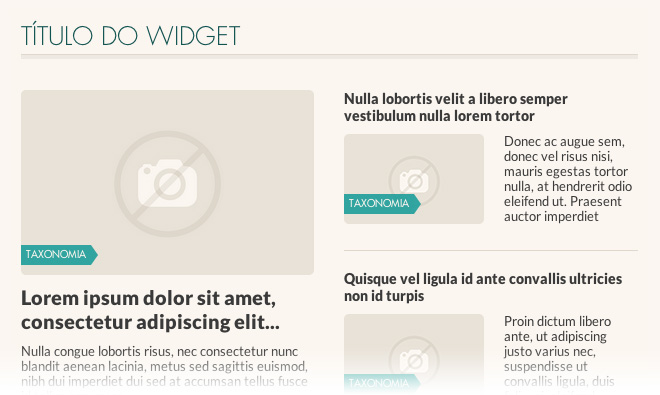 TÍTULO DO WIDGET
TAXONOMIA
Lorem ipsum dolor sit amet,
consectetur adipiscing elit...
Nulla congue lobortis risus, nec consectetur nunc
blandit aenean lacinia, metus sed sagittis euismod,
nibh dui imperdiet dui sed at accumsan tellus fusce
Nulla lobortis velit a libero semper
vestibulum nulla lorem tortor
TAXONOMIA
Donec ac augue sem,
donec vel risus nisi,
mauris egestas tortor
nulla, at hendrerit odio
eleifend ut. Praesent
auctor imperdiet
Quisque vel ligula id ante convallis ultricies
non id turpis
TAXONOMIA
Proin dictum libero
ante, ut adipiscing
justo varius nec,
suspendisse ut
convallis ligula, duis